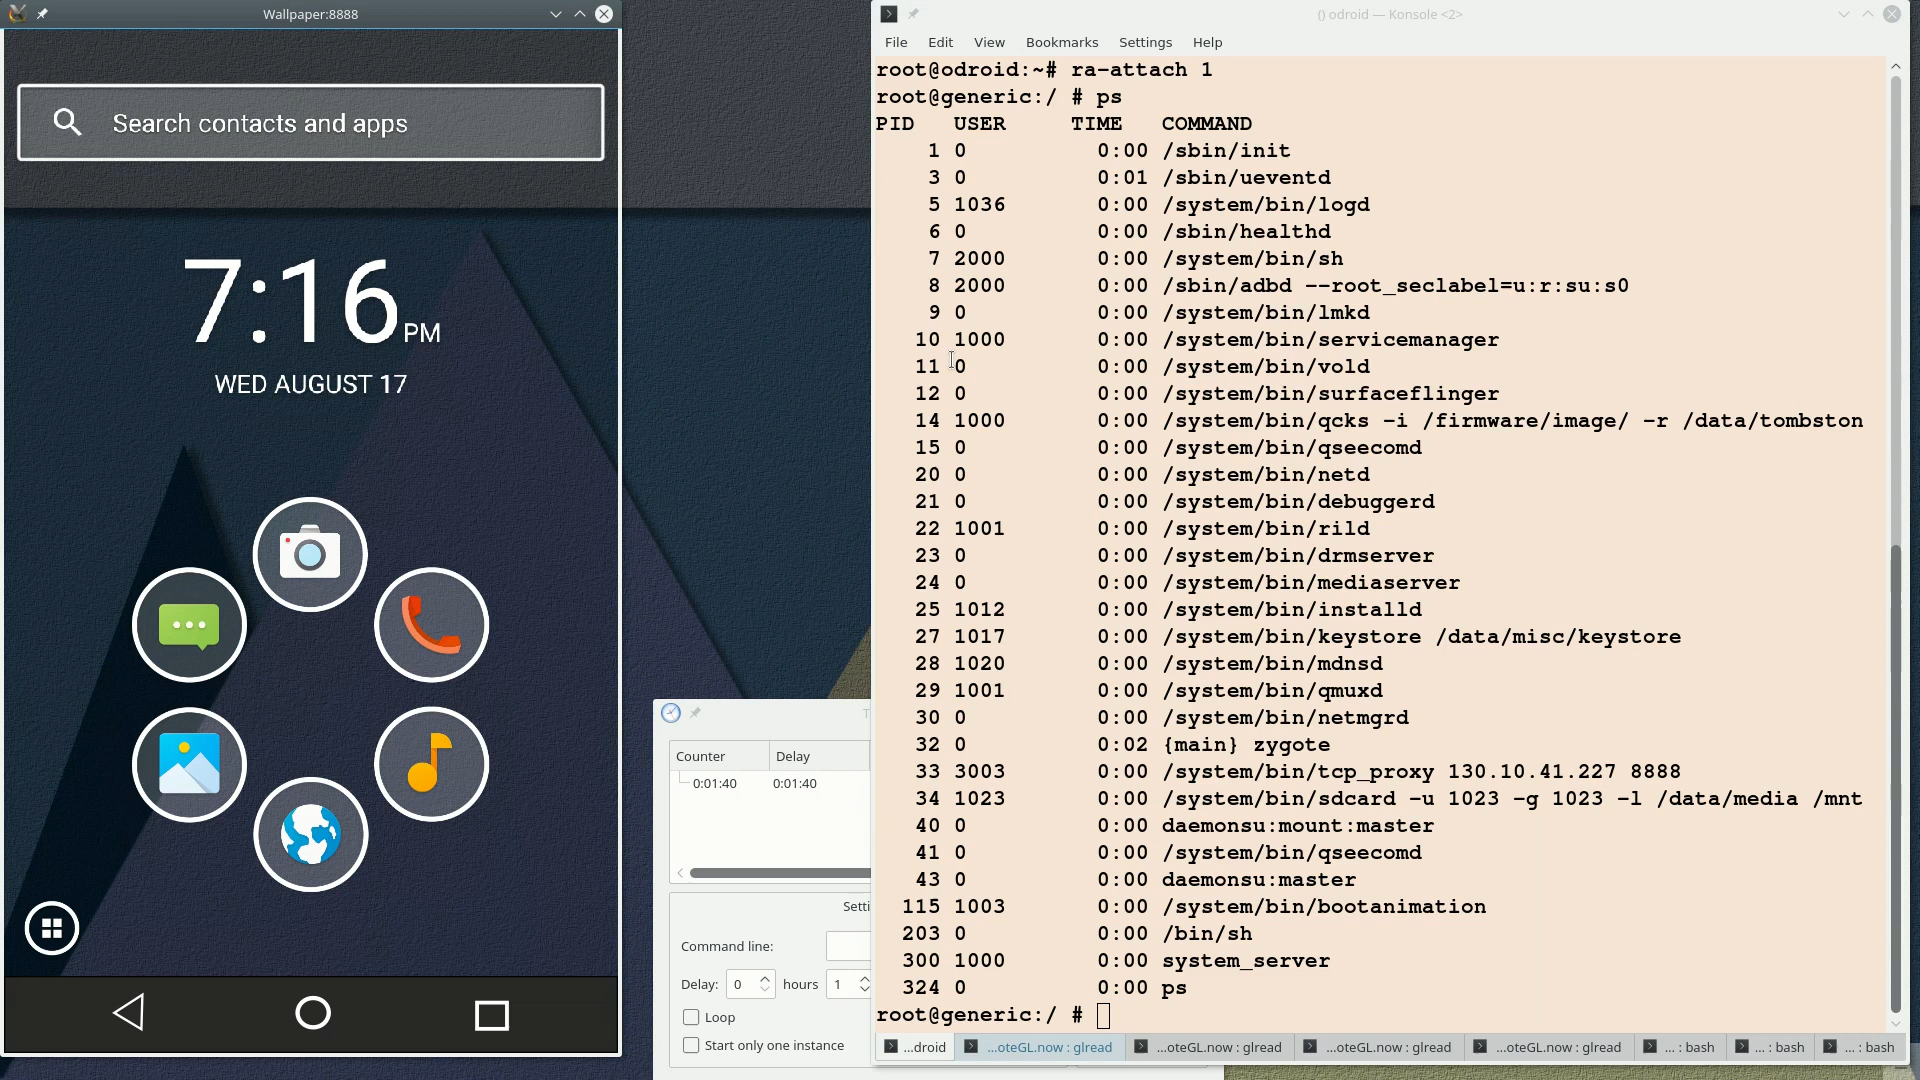 Wallpaper:8888
Search contacts and apps
7:16 PM
WED AUGUST 17
Counter Delay
0:01:40 0:01:40
Command line:
Delay: 0 hours 1
Loop
Start only one instance
() odroid — Konsole <2>
File Edit View Bookmarks Settings Help
root@odroid:~# ra-attach 1
root@generic:/ # ps
PID USER TIME COMMAND
1 0 0:00 /sbin/init
3 0 0:01 /sbin/ueventd
5 1036 0:00 /system/bin/logd
6 0 0:00 /sbin/healthd
7 2000 0:00 /system/bin/sh
8 2000 0:00 /sbin/adbd --root_seclabel=u:r:su:s0
9 0 0:00 /system/bin/lmkd
10 1000 0:00 /system/bin/servicemanager
11 0 0:00 /system/bin/vold
12 0 0:00 /system/bin/surfaceflinger
14 1000 0:00 /system/bin/qcks -i /firmware/image/ -r /data/tombston
15 0 0:00 /system/bin/qseecomd
20 0 0:00 /system/bin/netd
21 0 0:00 /system/bin/debuggerd
22 1001 0:00 /system/bin/rild
23 0 0:00 /system/bin/drmserver
24 0 0:00 /system/bin/mediaserver
25 1012 0:00 /system/bin/installd
27 1017 0:00 /system/bin/keystore /data/misc/keystore
28 1020 0:00 /system/bin/mdnsd
29 1001 0:00 /system/bin/qmuxd
30 0 0:00 /system/bin/netmgrd
32 0 0:02 {main} zygote
33 3003 0:00 /system/bin/tcp_proxy 130.10.41.227 8888
34 1023 0:00 /system/bin/sdcard -u 1023 -g 1023 -l /data/media /mnt
40 0 0:00 daemonsu:mount:master
41 0 0:00 /system/bin/qseecomd
43 0 0:00 daemonsu:master
115 1003 0:00 /system/bin/bootanimation
203 0 0:00 /bin/sh
300 1000 0:00 system_server
324 0 0:00 ps
root@generic:/ #
...droid ...oteGL.now : glread ...oteGL.now : glread ...oteGL.now : glread ...oteGL.now : glread ... : bash ... : bash ... : bash